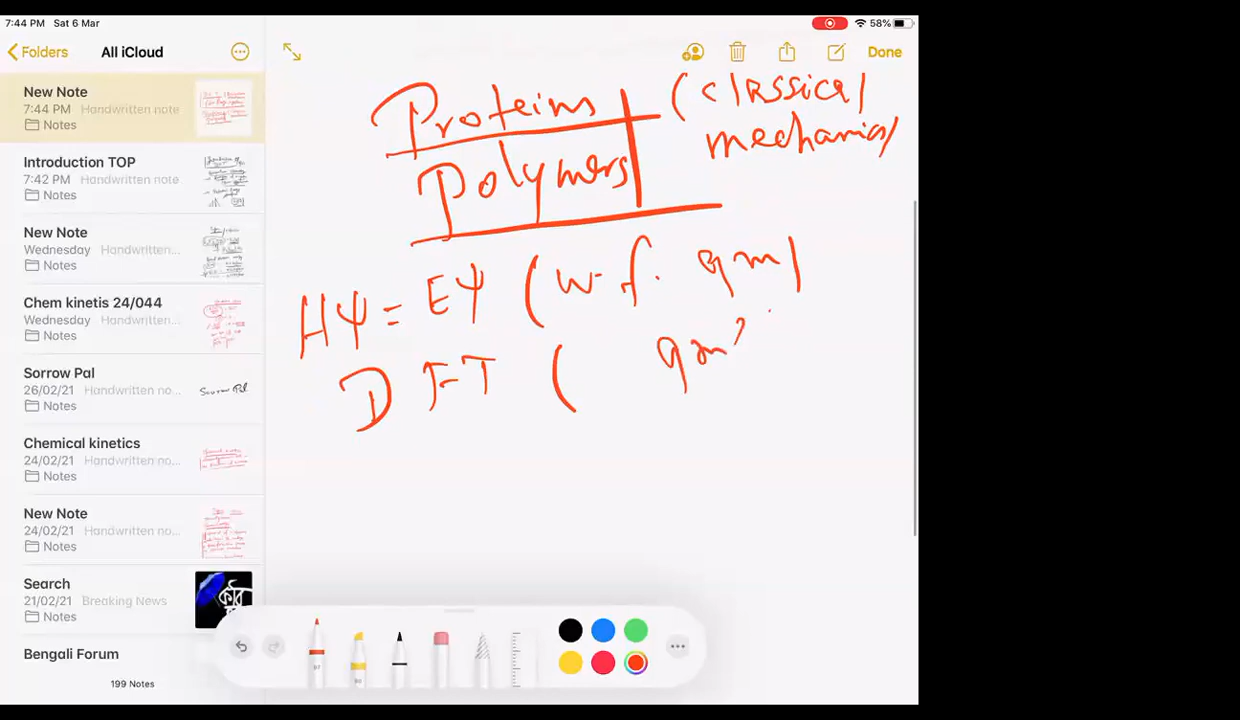 7:44 PM Sat 6 Mar
58%
Folders
All iCloud
Done
New Note
7:44 PM Handwritten note
Notes
Introduction TOP
7:42 PM Handwritten note
Notes
New Note
Wednesday Handwritten note
Notes
Chem kinetis 24/044
Wednesday Handwritten note
Notes
Sorrow Pal
26/02/21 Handwritten no...
Notes
Sorrow Pal
Chemical kinetics
24/02/21 Handwritten no...
Notes
New Note
24/02/21 Handwritten no...
Notes
Search
21/02/21 Breaking News
Notes
Bengali Forum
199 Notes
Proteins (classical
mechanics
Polymers
Hψ = Eψ (w.f. qm)
DFT ( qm